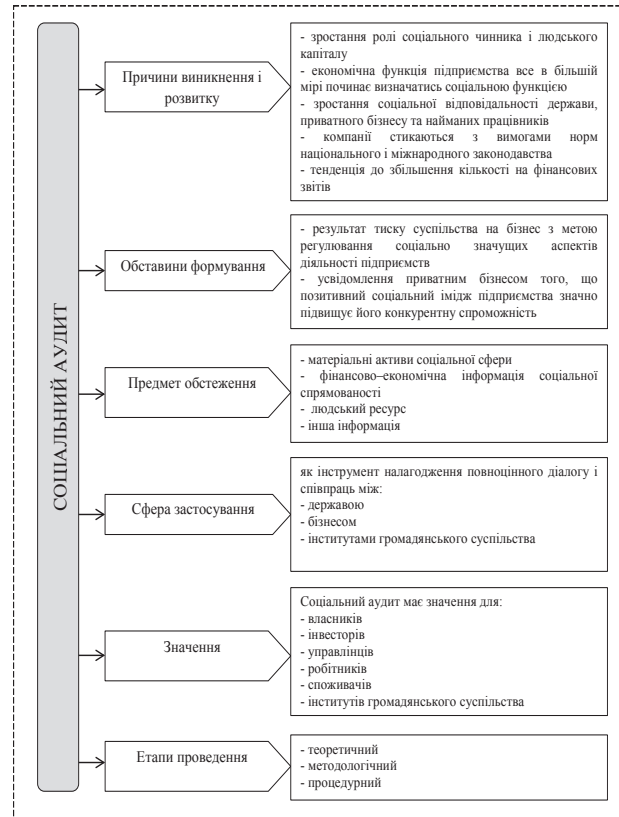 СОЦІАЛЬНИЙ АУДИТ
Причини виникнення і
розвитку
- зростання ролі соціального чинника і людського
капіталу
- економічна функція підприємства все в більшій
мірі починає визначатись соціальною функцією
- зростання соціальної відповідальності держави,
приватного бізнесу та найманих працівників
- компанії стикаються з вимогами норм
національного і міжнародного законодавства
- тенденція до збільшення кількості на фінансових
звітів
Обставини формування
- результат тиску суспільства на бізнес з метою
регулювання соціально значущих аспектів
діяльності підприємств
- усвідомлення приватним бізнесом того, що
позитивний соціальний імідж підприємства значно
підвищує його конкурентну спроможність
Предмет обстеження
- матеріальні активи соціальної сфери
- фінансово–економічна інформація соціальної
спрямованості
- людський ресурс
- інша інформація
Сфера застосування
як інструмент налагодження повноцінного діалогу і
співпраць між:
- державою
- бізнесом
- інститутами громадянського суспільства
Значення
Соціальний аудит має значення для:
- власників
- інвесторів
- управлінців
- робітників
- споживачів
- інститутів громадянського суспільства
Етапи проведення
- теоретичний
- методологічний
- процедурний